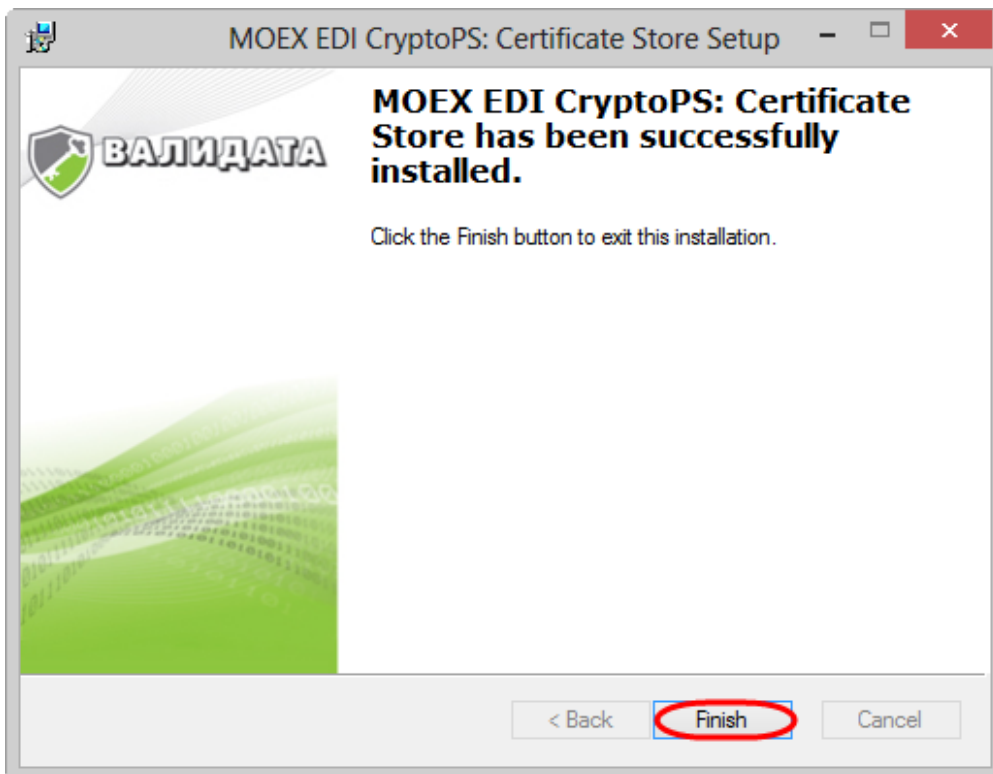 MOEX EDI CryptoPS: Certificate Store Setup
ВАЛИДАТА
MOEX EDI CryptoPS: Certificate
Store has been successfully
installed.
Click the Finish button to exit this installation.
< Back
Finish
Cancel